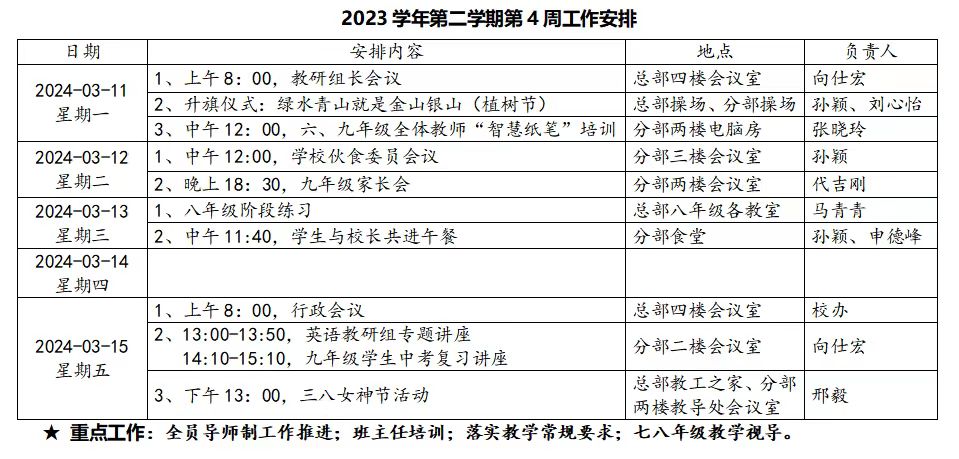 2023 学年第二学期第 4 周工作安排
日期 安排内容 地点 负责人
2024-03-11
星期一
1、上午 8：00，教研组长会议 总部四楼会议室 向仕宏
2、升旗仪式：绿水青山就是金山银山（植树节） 总部操场、分部操场 孙颖、刘心怡
3、中午 12：00，六、九年级全体教师“智慧纸笔”培训 分部两楼电脑房 张晓玲
2024-03-12
星期二
1、中午 12:00，学校伙食委员会议 分部三楼会议室 孙颖
2、晚上 18：30，九年级家长会 分部两楼会议室 代吉刚
2024-03-13
星期三
1、八年级阶段练习 总部八年级各教室 马青青
2、中午 11:40，学生与校长共进午餐 分部食堂 孙颖、申德峰
2024-03-14
星期四
2024-03-15
星期五
1、上午 8：00，行政会议 总部四楼会议室 校办
2、13:00-13:50，英语教研组专题讲座
14:10-15:10，九年级学生中考复习讲座
分部二楼会议室 向仕宏
3、下午 13：00，三八女神节活动
总部教工之家、分部
两楼教导处会议室
邢毅
★ 重点工作：全员导师制工作推进；班主任培训；落实教学常规要求；七八年级教学视导。